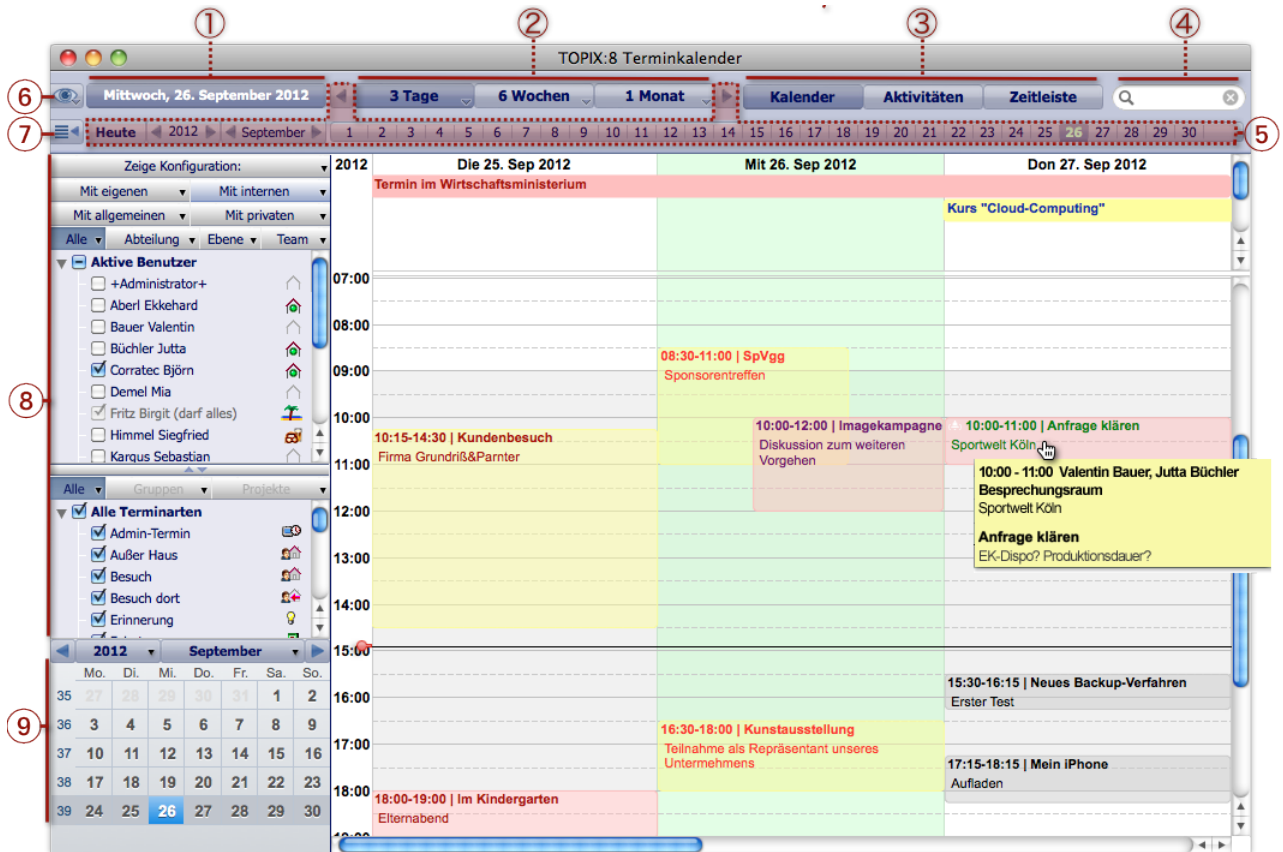 ① ② ③ ④
TOPIX:8 Terminkalender
⑥ Mittwoch, 26. September 2012 3 Tage 6 Wochen 1 Monat Kalender Aktivitäten Zeitleiste
⑦ Heute 2012 September 1 2 3 4 5 6 7 8 9 10 11 12 13 14 15 16 17 18 19 20 21 22 23 24 25 26 27 28 29 30 ⑤
Zeige Konfiguration:
Mit eigenen Mit internen
Mit allgemeinen Mit privaten
Alle Abteilung Ebene Team
Aktive Benutzer
+Administrator+
Aberl Ekkehard
Bauer Valentin
Büchler Jutta
Corratec Björn
Demel Mia
⑧
Fritz Birgit (darf alles)
Himmel Siegfried
Kargus Sebastian
Alle Gruppen Projekte
Alle Terminarten
Admin-Termin
Außer Haus
Besuch
Besuch dort
Erinnerung
2012 September
Mo. Di. Mi. Do. Fr. Sa. So.
35 27 28 29 30 31 1 2
⑨
36 3 4 5 6 7 8 9
37 10 11 12 13 14 15 16
38 17 18 19 20 21 22 23
39 24 25 26 27 28 29 30
2012 Die 25. Sep 2012 Mit 26. Sep 2012 Don 27. Sep 2012
Termin im Wirtschaftsministerium
Kurs "Cloud-Computing"
07:00
08:00
09:00
10:00
11:00
12:00
13:00
14:00
15:00
16:00
17:00
18:00
10:15-14:30 | Kundenbesuch
Firma Grundriß&Parnter
18:00-19:00 | Im Kindergarten
Elternabend
08:30-11:00 | SpVgg
Sponsorentreffen
10:00-12:00 | Imagekampagne
Diskussion zum weiteren
Vorgehen
16:30-18:00 | Kunstausstellung
Teilnahme als Repräsentant unseres
Untermehmens
10:00-11:00 | Anfrage klären
Sportwelt Köln
10:00 - 11:00 Valentin Bauer, Jutta Büchler
Besprechungsraum
Sportwelt Köln
Anfrage klären
EK-Dispo? Produktionsdauer?
15:30-16:15 | Neues Backup-Verfahren
Erster Test
17:15-18:15 | Mein iPhone
Aufladen